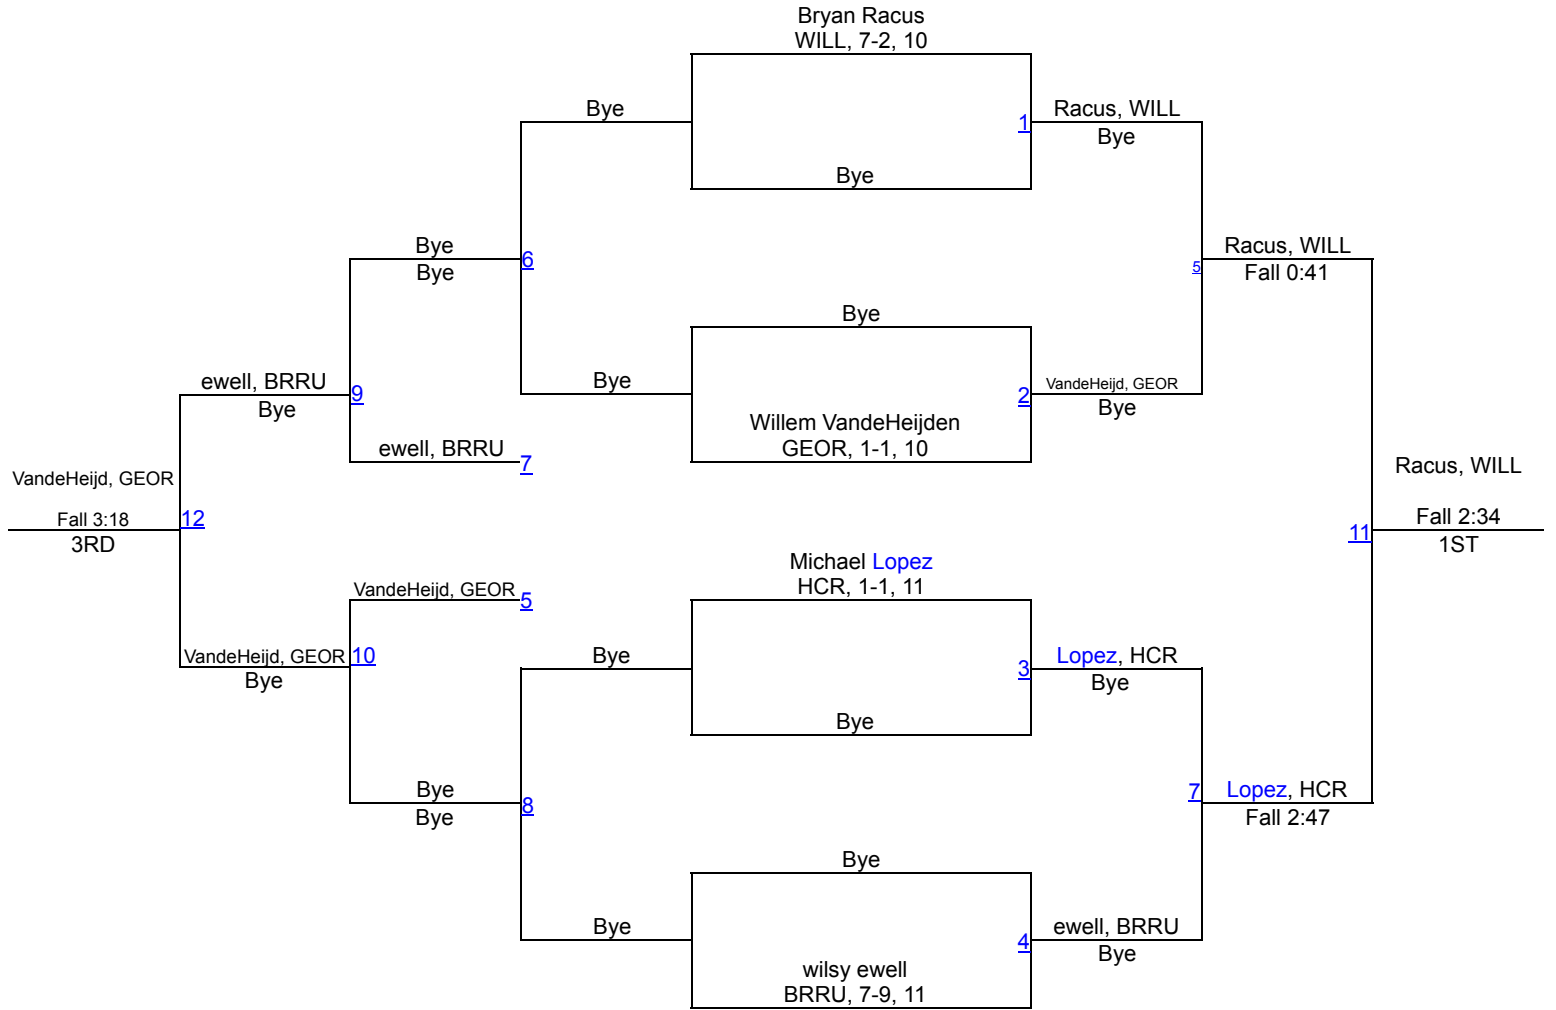 Bryan Racus
WILL, 7-2, 10
Bye
1
Racus, WILL
Bye
Bye
Bye
Bye
6
5
Racus, WILL
Fall 0:41
Bye
ewell, BRRU
Bye
9
Bye
2
VandeHeijd, GEOR
Bye
Willem VandeHeijden
GEOR, 1-1, 10
ewell, BRRU
7
VandeHeijd, GEOR
Fall 3:18
3RD
12
Racus, WILL
11
Fall 2:34
1ST
Michael Lopez
HCR, 1-1, 11
VandeHeijd, GEOR
5
VandeHeijd, GEOR
Bye
10
Bye
3
Lopez, HCR
Bye
Bye
Bye
Bye
8
7
Lopez, HCR
Fall 2:47
Bye
Bye
4
ewell, BRRU
Bye
wilsy ewell
BRRU, 7-9, 11